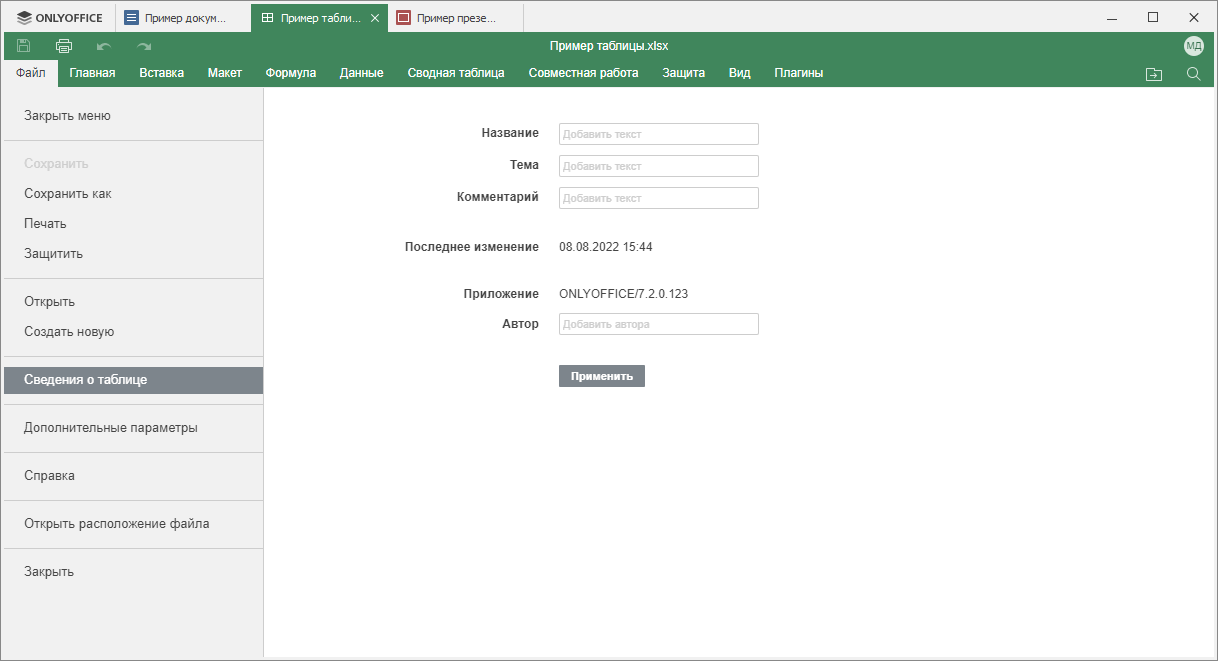 ONLYOFFICE Пример докум... Пример табли... Пример презе...
Пример таблицы.xlsx МД
Файл Главная Вставка Макет Формула Данные Сводная таблица Совместная работа Защита Вид Плагины
Закрыть меню
Сохранить
Сохранить как
Печать
Защитить
Открыть
Создать новую
Сведения о таблице
Дополнительные параметры
Справка
Открыть расположение файла
Закрыть
Название Добавить текст
Тема Добавить текст
Комментарий Добавить текст
Последнее изменение 08.08.2022 15:44
Приложение ONLYOFFICE/7.2.0.123
Автор Добавить автора
Применить